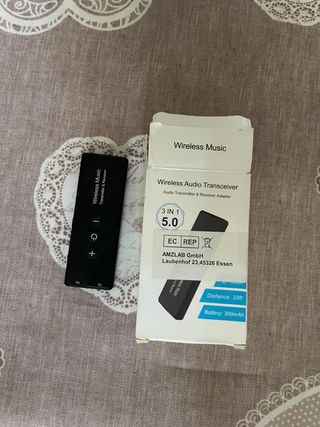 Wireless Music
Transmitter & Receiver
Wireless Music
Wireless Audio Transceiver
Audio Transmitter & Receiver Adapter
3 IN 1
5.0
EC REP
AMZLAB GmbH
Laubenhof 23,45326 Essen
Distance: 33ft
Battery: 300mAh